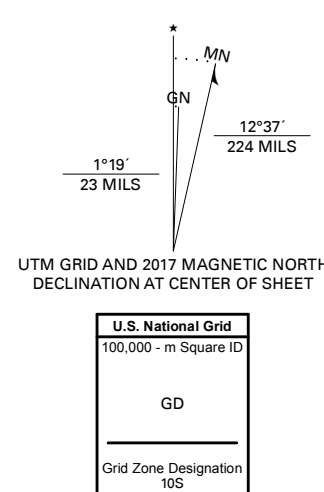 ★
MN
GN
12°37´
224 MILS
1°19´
23 MILS
UTM GRID AND 2017 MAGNETIC NORTH
DECLINATION AT CENTER OF SHEET
U.S. National Grid
100,000 - m Square ID
GD
Grid Zone Designation
10S